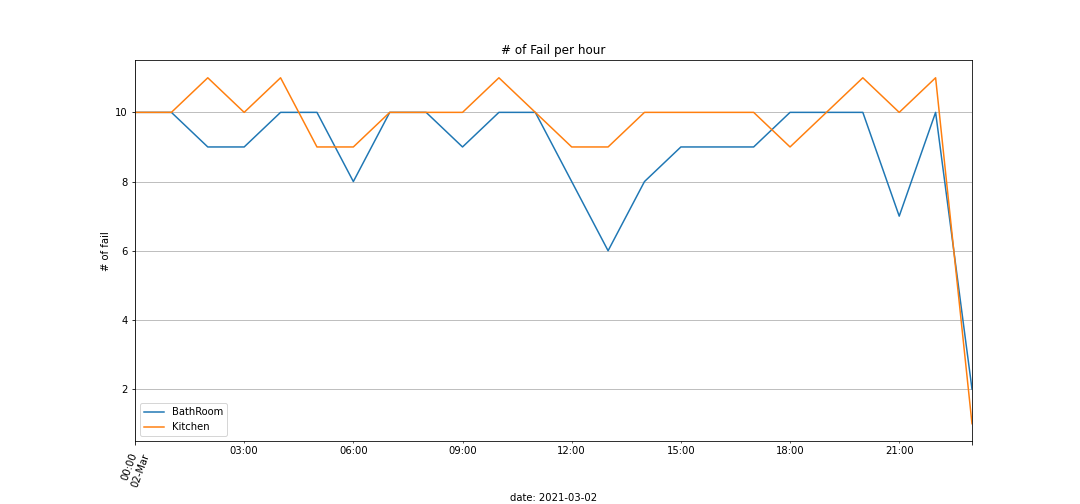 # of Fail per hour
10
8
6
4
2
# of fail
BathRoom
Kitchen
00:00
02-Mar
03:00
06:00
09:00
12:00
15:00
18:00
21:00
date: 2021-03-02